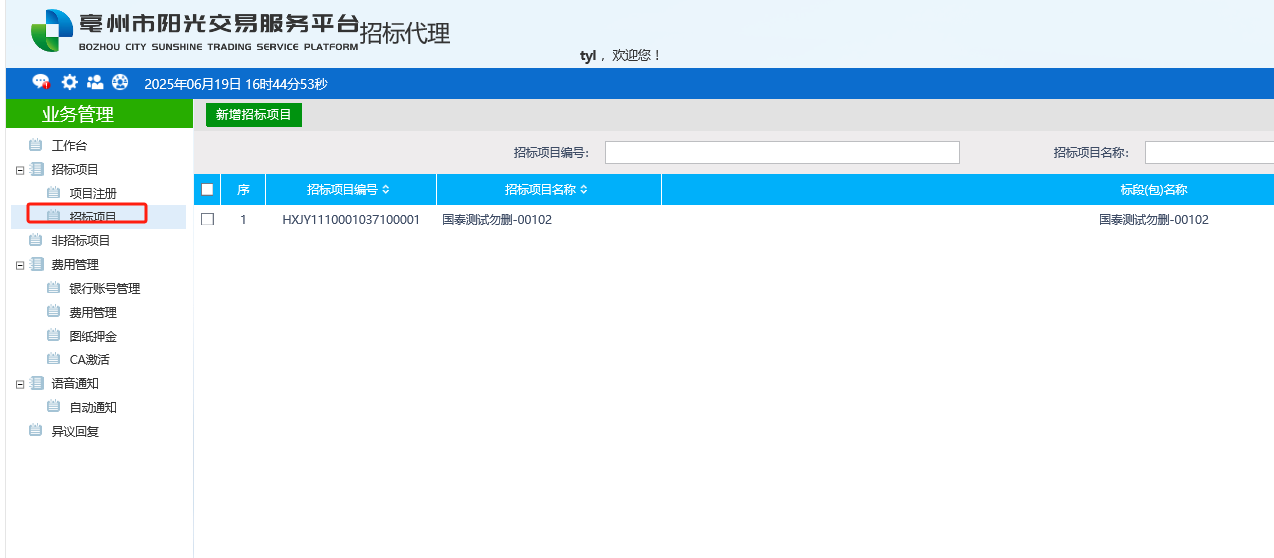 亳州市阳光交易服务平台招标代理
BOZHOU CITY SUNSHINE TRADING SERVICE PLATFORM
tyl， 欢迎您！
1
2025年06月19日 16时44分53秒
业务管理
工作台
招标项目
项目注册
招标项目
非招标项目
费用管理
银行账号管理
费用管理
图纸押金
CA激活
语音通知
自动通知
异议回复
新增招标项目
招标项目编号： 招标项目名称：
序 招标项目编号 招标项目名称 标段(包)名称
1 HXJY1110001037100001 国泰测试勿删-00102 国泰测试勿删-00102